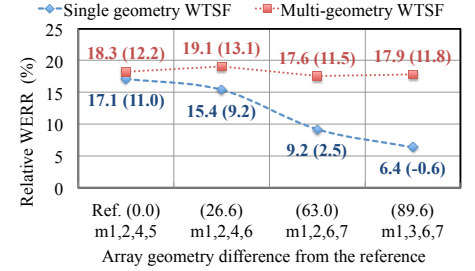 Single geometry WTSF Multi-geometry WTSF
Relative WERR (%)
25
20
15
10
5
0
18.3 (12.2) 19.1 (13.1) 17.6 (11.5) 17.9 (11.8)
17.1 (11.0) 15.4 (9.2) 9.2 (2.5) 6.4 (-0.6)
Ref. (0.0) (26.6) (63.0) (89.6)
m1,2,4,5 m1,2,4,6 m1,2,6,7 m1,3,6,7
Array geometry difference from the reference